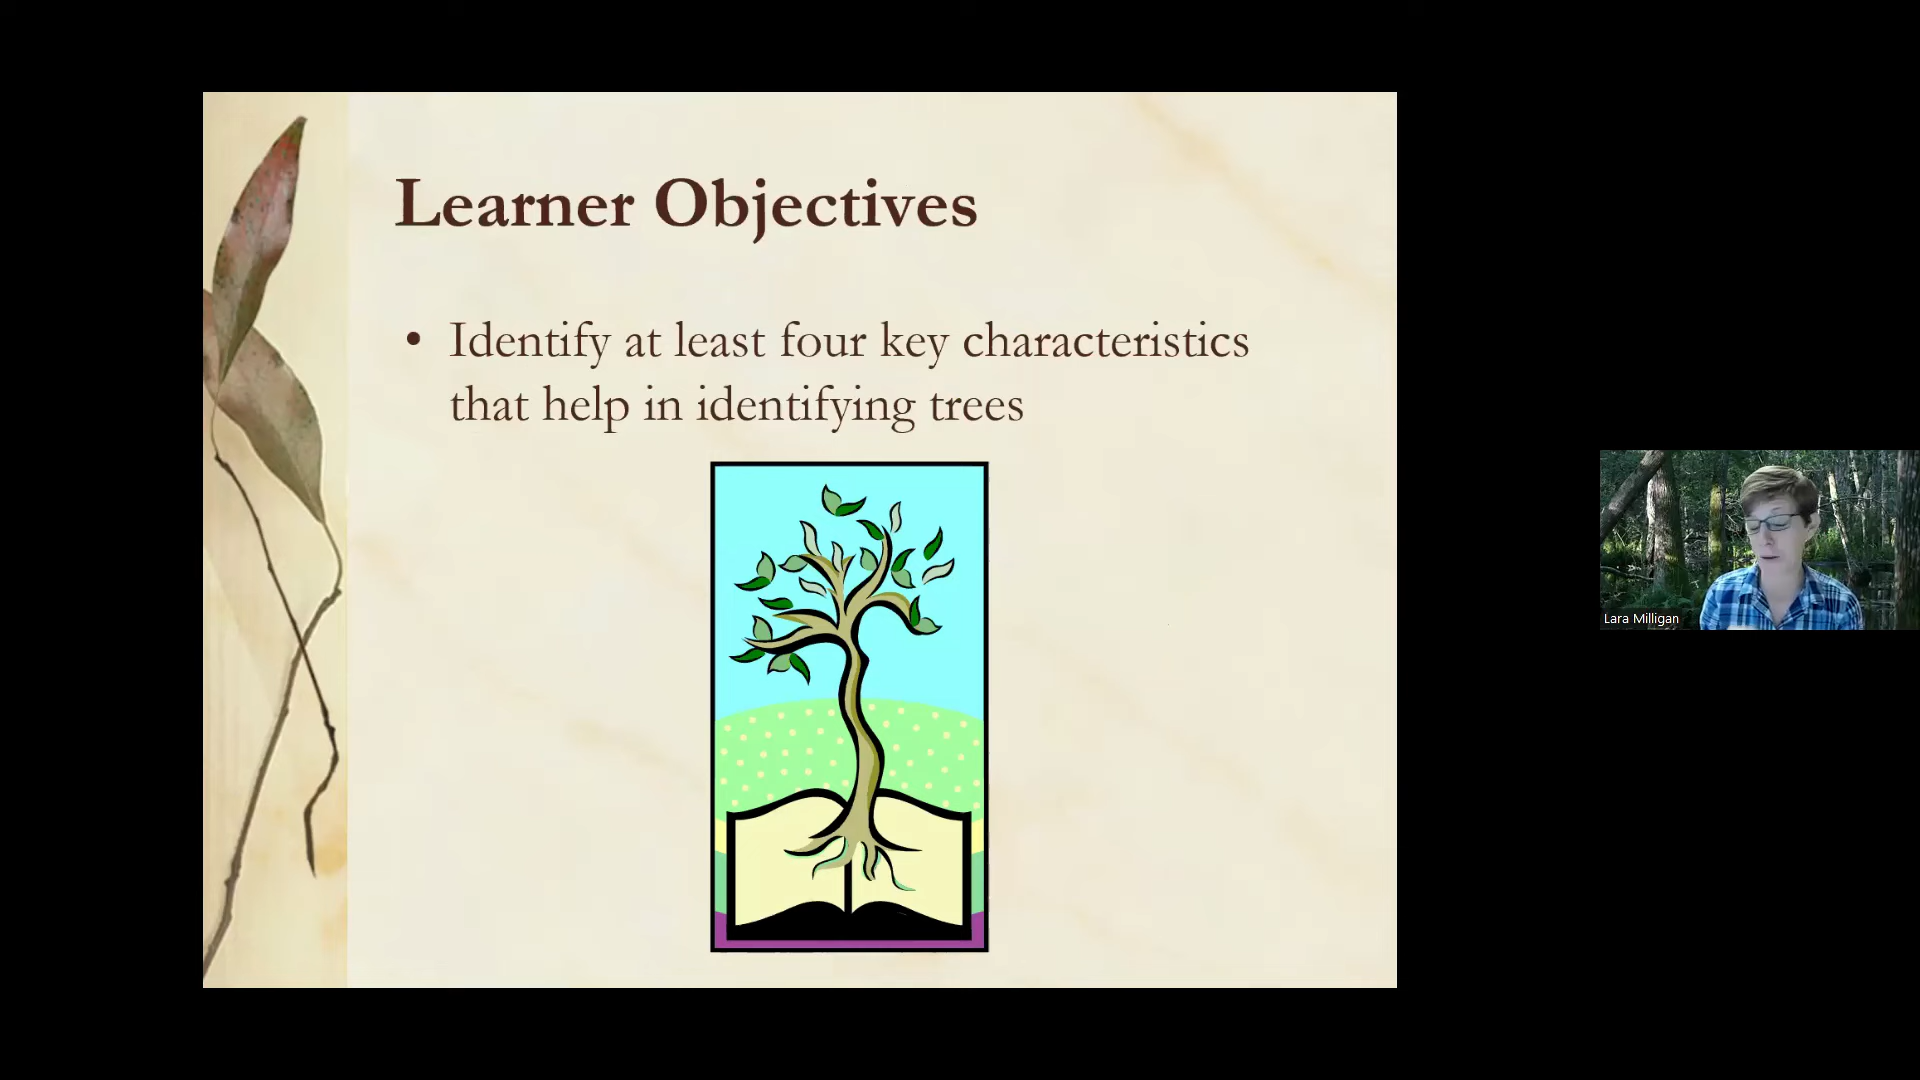 Learner Objectives
• Identify at least four key characteristics
that help in identifying trees
Lara Milligan